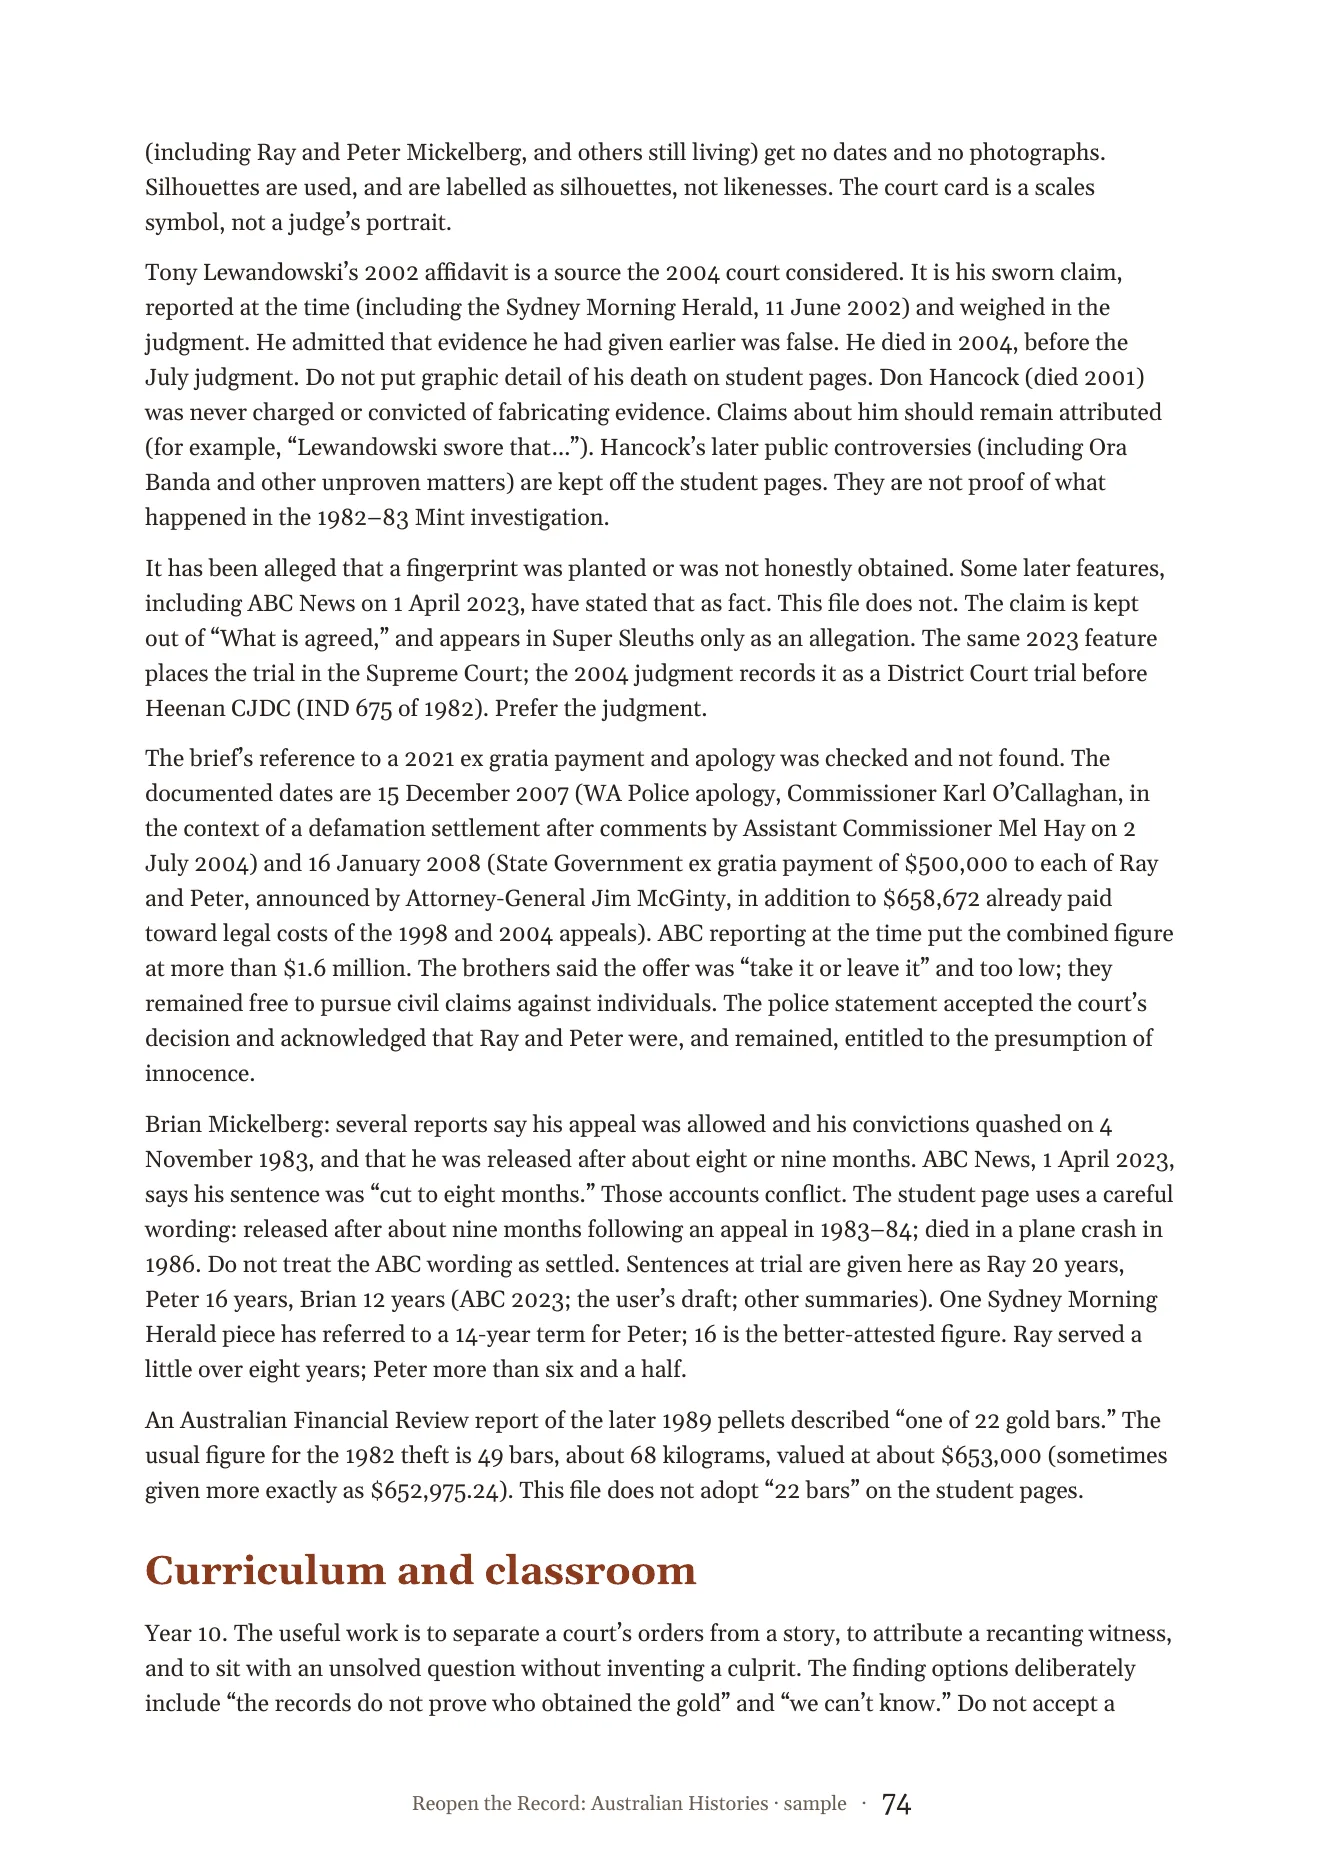 (including Ray and Peter Mickelberg, and others still living) get no dates and no photographs.
Silhouettes are used, and are labelled as silhouettes, not likenesses. The court card is a scales
symbol, not a judge’s portrait.
Tony Lewandowski’s 2002 affidavit is a source the 2004 court considered. It is his sworn claim,
reported at the time (including the Sydney Morning Herald, 11 June 2002) and weighed in the
judgment. He admitted that evidence he had given earlier was false. He died in 2004, before the
July judgment. Do not put graphic detail of his death on student pages. Don Hancock (died 2001)
was never charged or convicted of fabricating evidence. Claims about him should remain attributed
(for example, “Lewandowski swore that…”). Hancock’s later public controversies (including Ora
Banda and other unproven matters) are kept off the student pages. They are not proof of what
happened in the 1982–83 Mint investigation.
It has been alleged that a fingerprint was planted or was not honestly obtained. Some later features,
including ABC News on 1 April 2023, have stated that as fact. This file does not. The claim is kept
out of “What is agreed,” and appears in Super Sleuths only as an allegation. The same 2023 feature
places the trial in the Supreme Court; the 2004 judgment records it as a District Court trial before
Heenan CJDC (IND 675 of 1982). Prefer the judgment.
The brief’s reference to a 2021 ex gratia payment and apology was checked and not found. The
documented dates are 15 December 2007 (WA Police apology, Commissioner Karl O’Callaghan, in
the context of a defamation settlement after comments by Assistant Commissioner Mel Hay on 2
July 2004) and 16 January 2008 (State Government ex gratia payment of $500,000 to each of Ray
and Peter, announced by Attorney-General Jim McGinty, in addition to $658,672 already paid
toward legal costs of the 1998 and 2004 appeals). ABC reporting at the time put the combined figure
at more than $1.6 million. The brothers said the offer was “take it or leave it” and too low; they
remained free to pursue civil claims against individuals. The police statement accepted the court’s
decision and acknowledged that Ray and Peter were, and remained, entitled to the presumption of
innocence.
Brian Mickelberg: several reports say his appeal was allowed and his convictions quashed on 4
November 1983, and that he was released after about eight or nine months. ABC News, 1 April 2023,
says his sentence was “cut to eight months.” Those accounts conflict. The student page uses a careful
wording: released after about nine months following an appeal in 1983–84; died in a plane crash in
1986. Do not treat the ABC wording as settled. Sentences at trial are given here as Ray 20 years,
Peter 16 years, Brian 12 years (ABC 2023; the user’s draft; other summaries). One Sydney Morning
Herald piece has referred to a 14-year term for Peter; 16 is the better-attested figure. Ray served a
little over eight years; Peter more than six and a half.
An Australian Financial Review report of the later 1989 pellets described “one of 22 gold bars.” The
usual figure for the 1982 theft is 49 bars, about 68 kilograms, valued at about $653,000 (sometimes
given more exactly as $652,975.24). This file does not adopt “22 bars” on the student pages.
Curriculum and classroom
Year 10. The useful work is to separate a court’s orders from a story, to attribute a recanting witness,
and to sit with an unsolved question without inventing a culprit. The finding options deliberately
include “the records do not prove who obtained the gold” and “we can’t know.” Do not accept a
Reopen the Record: Australian Histories · sample · 74